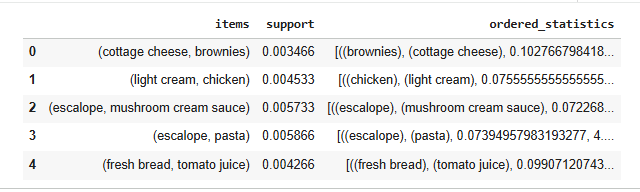 items support ordered_statistics
0 (cottage cheese, brownies) 0.003466 [((brownies), (cottage cheese), 0.102766798418...
1 (light cream, chicken) 0.004533 [((chicken), (light cream), 0.0755555555555555...
2 (escalope, mushroom cream sauce) 0.005733 [((escalope), (mushroom cream sauce), 0.072268...
3 (escalope, pasta) 0.005866 [((escalope), (pasta), 0.07394957983193277, 4....
4 (fresh bread, tomato juice) 0.004266 [((fresh bread), (tomato juice), 0.09907120743...